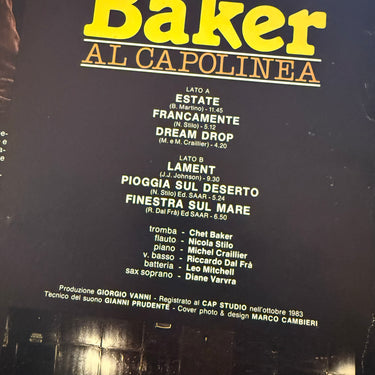 Baker
AL CAPOLINEA
LATO A
ESTATE
(B. Martino) - 11.45
FRANCAMENTE
(N. Stilo) - 5.12
DREAM DROP
(M. e M. Craillier) - 4.20
LATO B
LAMENT
(J.J. Johnson) - 9.30
PIOGGIA SUL DESERTO
(N. Stilo) Ed. SAAR - 5.24
FINESTRA SUL MARE
(R. Dal Frà) Ed. SAAR - 6.50
tromba - Chet Baker
flauto - Nicola Stilo
piano - Michel Craillier
v. basso - Riccardo Dal Frà
batteria - Leo Mitchell
sax soprano - Diane Varvra
Produzione GIORGIO VANNI - Registrato al CAP STUDIO nell'ottobre 1983
Tecnico del suono GIANNI PRUDENTE - Cover photo & design MARCO CAMBIERI